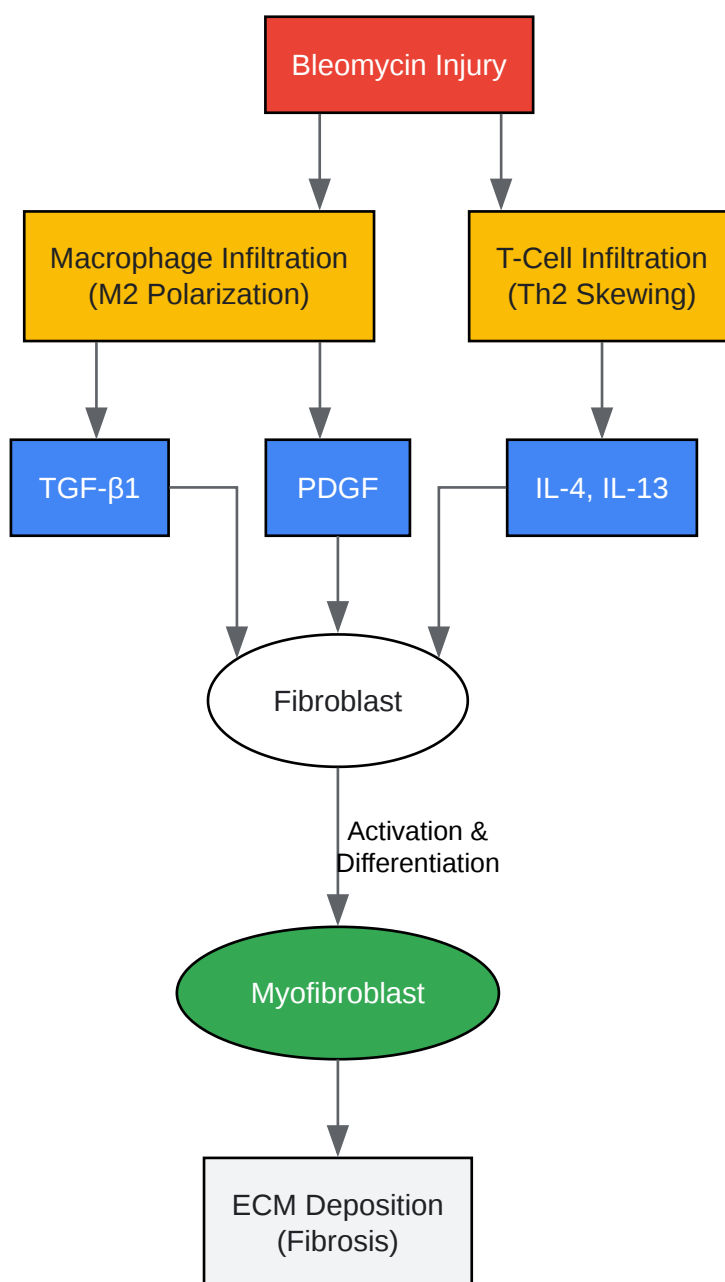 Bleomycin Injury
Macrophage Infiltration
(M2 Polarization)
T-Cell Infiltration
(Th2 Skewing)
TGF-β1
PDGF
IL-4, IL-13
Fibroblast
Activation &
Differentiation
Myofibroblast
ECM Deposition
(Fibrosis)